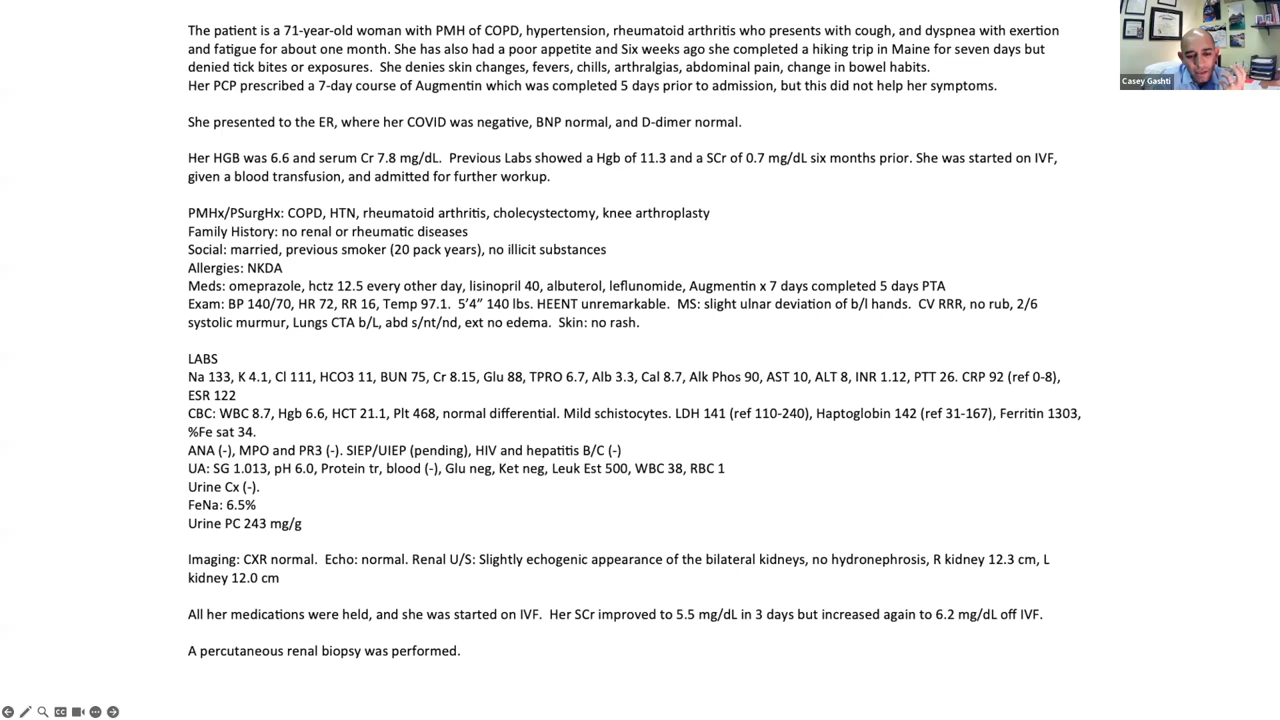 The patient is a 71-year-old woman with PMH of COPD, hypertension, rheumatoid arthritis who presents with cough, and dyspnea with exertion
and fatigue for about one month. She has also had a poor appetite and Six weeks ago she completed a hiking trip in Maine for seven days but
denied tick bites or exposures.  She denies skin changes, fevers, chills, arthralgias, abdominal pain, change in bowel habits.
Her PCP prescribed a 7-day course of Augmentin which was completed 5 days prior to admission, but this did not help her symptoms.
She presented to the ER, where her COVID was negative, BNP normal, and D-dimer normal.
Her HGB was 6.6 and serum Cr 7.8 mg/dL.  Previous Labs showed a Hgb of 11.3 and a SCr of 0.7 mg/dL six months prior. She was started on IVF,
given a blood transfusion, and admitted for further workup.
PMHx/PSurgHx: COPD, HTN, rheumatoid arthritis, cholecystectomy, knee arthroplasty
Family History: no renal or rheumatic diseases
Social: married, previous smoker (20 pack years), no illicit substances
Allergies: NKDA
Meds: omeprazole, hctz 12.5 every other day, lisinopril 40, albuterol, leflunomide, Augmentin x 7 days completed 5 days PTA
Exam: BP 140/70, HR 72, RR 16, Temp 97.1.  5'4" 140 lbs. HEENT unremarkable.  MS: slight ulnar deviation of b/l hands.  CV RRR, no rub, 2/6
systolic murmur, Lungs CTA b/L, abd s/nt/nd, ext no edema.  Skin: no rash.
LABS
Na 133, K 4.1, Cl 111, HCO3 11, BUN 75, Cr 8.15, Glu 88, TPRO 6.7, Alb 3.3, Cal 8.7, Alk Phos 90, AST 10, ALT 8, INR 1.12, PTT 26. CRP 92 (ref 0-8),
ESR 122
CBC: WBC 8.7, Hgb 6.6, HCT 21.1, Plt 468, normal differential. Mild schistocytes. LDH 141 (ref 110-240), Haptoglobin 142 (ref 31-167), Ferritin 1303,
%Fe sat 34.
ANA (-), MPO and PR3 (-). SIEP/UIEP (pending), HIV and hepatitis B/C (-)
UA: SG 1.013, pH 6.0, Protein tr, blood (-), Glu neg, Ket neg, Leuk Est 500, WBC 38, RBC 1
Urine Cx (-).
FeNa: 6.5%
Urine PC 243 mg/g
Imaging: CXR normal.  Echo: normal. Renal U/S: Slightly echogenic appearance of the bilateral kidneys, no hydronephrosis, R kidney 12.3 cm, L
kidney 12.0 cm
All her medications were held, and she was started on IVF.  Her SCr improved to 5.5 mg/dL in 3 days but increased again to 6.2 mg/dL off IVF.
A percutaneous renal biopsy was performed.
Casey Gashti
CC